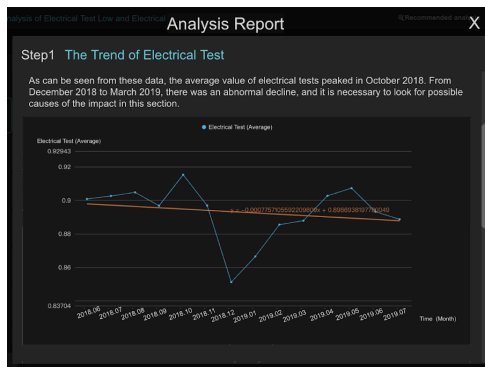 nalysis of Electrical Test Low and Electrical
Recommended anal
Analysis Report
X
Step1 The Trend of Electrical Test
As can be seen from these data, the average value of electrical tests peaked in October 2018. From
December 2018 to March 2019, there was an abnormal decline, and it is necessary to look for possible
causes of the impact in this section.
Electrical Test (Average)
Electrical Test (Average)
0.92943
0.92
0.9
0.88
0.86
0.83704
2018.06 2018.07 2018.08 2018.09 2018.10 2018.11 2018.12 2019.01 2019.02 2019.03 2019.04 2019.05 2019.06 2019.07
Time (Month)